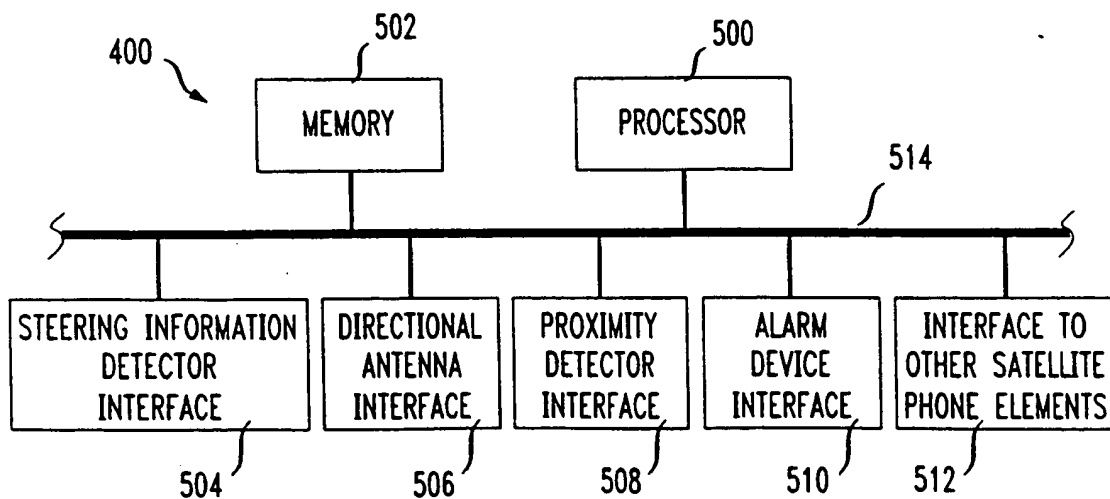 502
500
400
MEMORY
PROCESSOR
514
STEERING INFORMATION
DETECTOR
INTERFACE
DIRECTIONAL
ANTENNA
INTERFACE
PROXIMITY
DETECTOR
INTERFACE
ALARM
DEVICE
INTERFACE
INTERFACE TO
OTHER SATELLITE
PHONE ELEMENTS
504
506
508
510
512